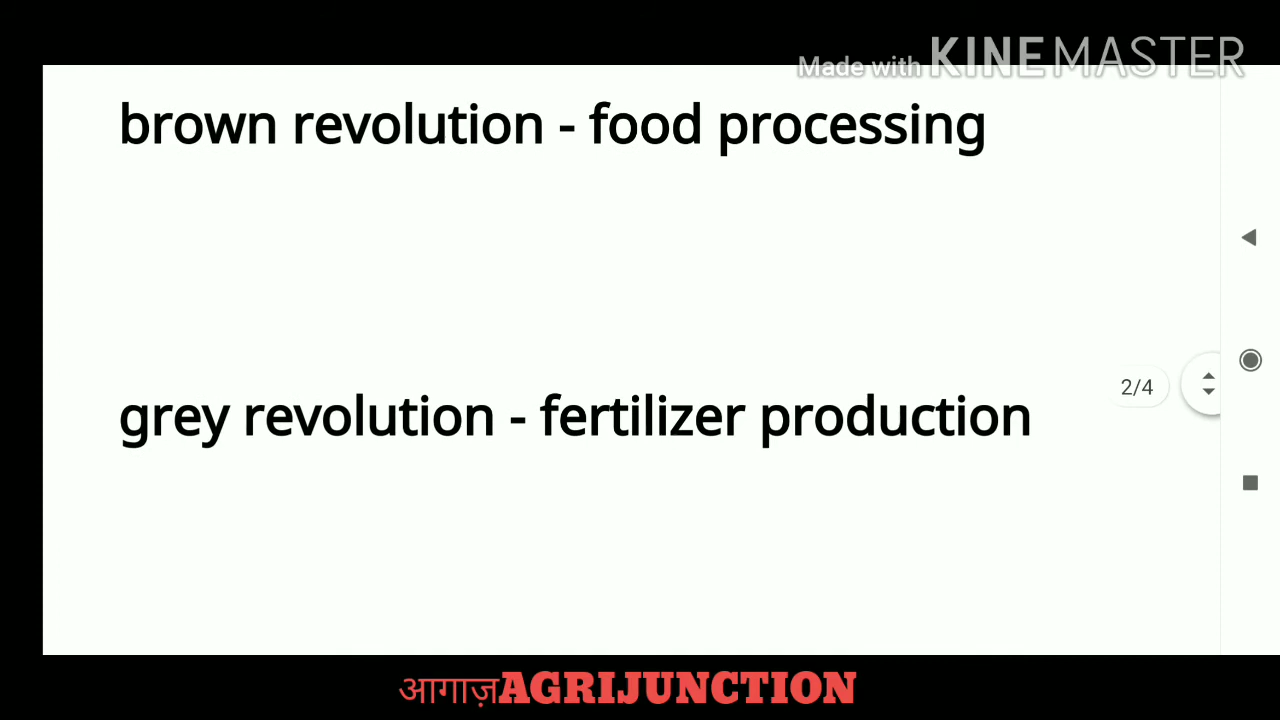 Made with KINEMASTER
brown revolution - food processing
grey revolution - fertilizer production
2/4
आगाज़AGRIJUNCTION